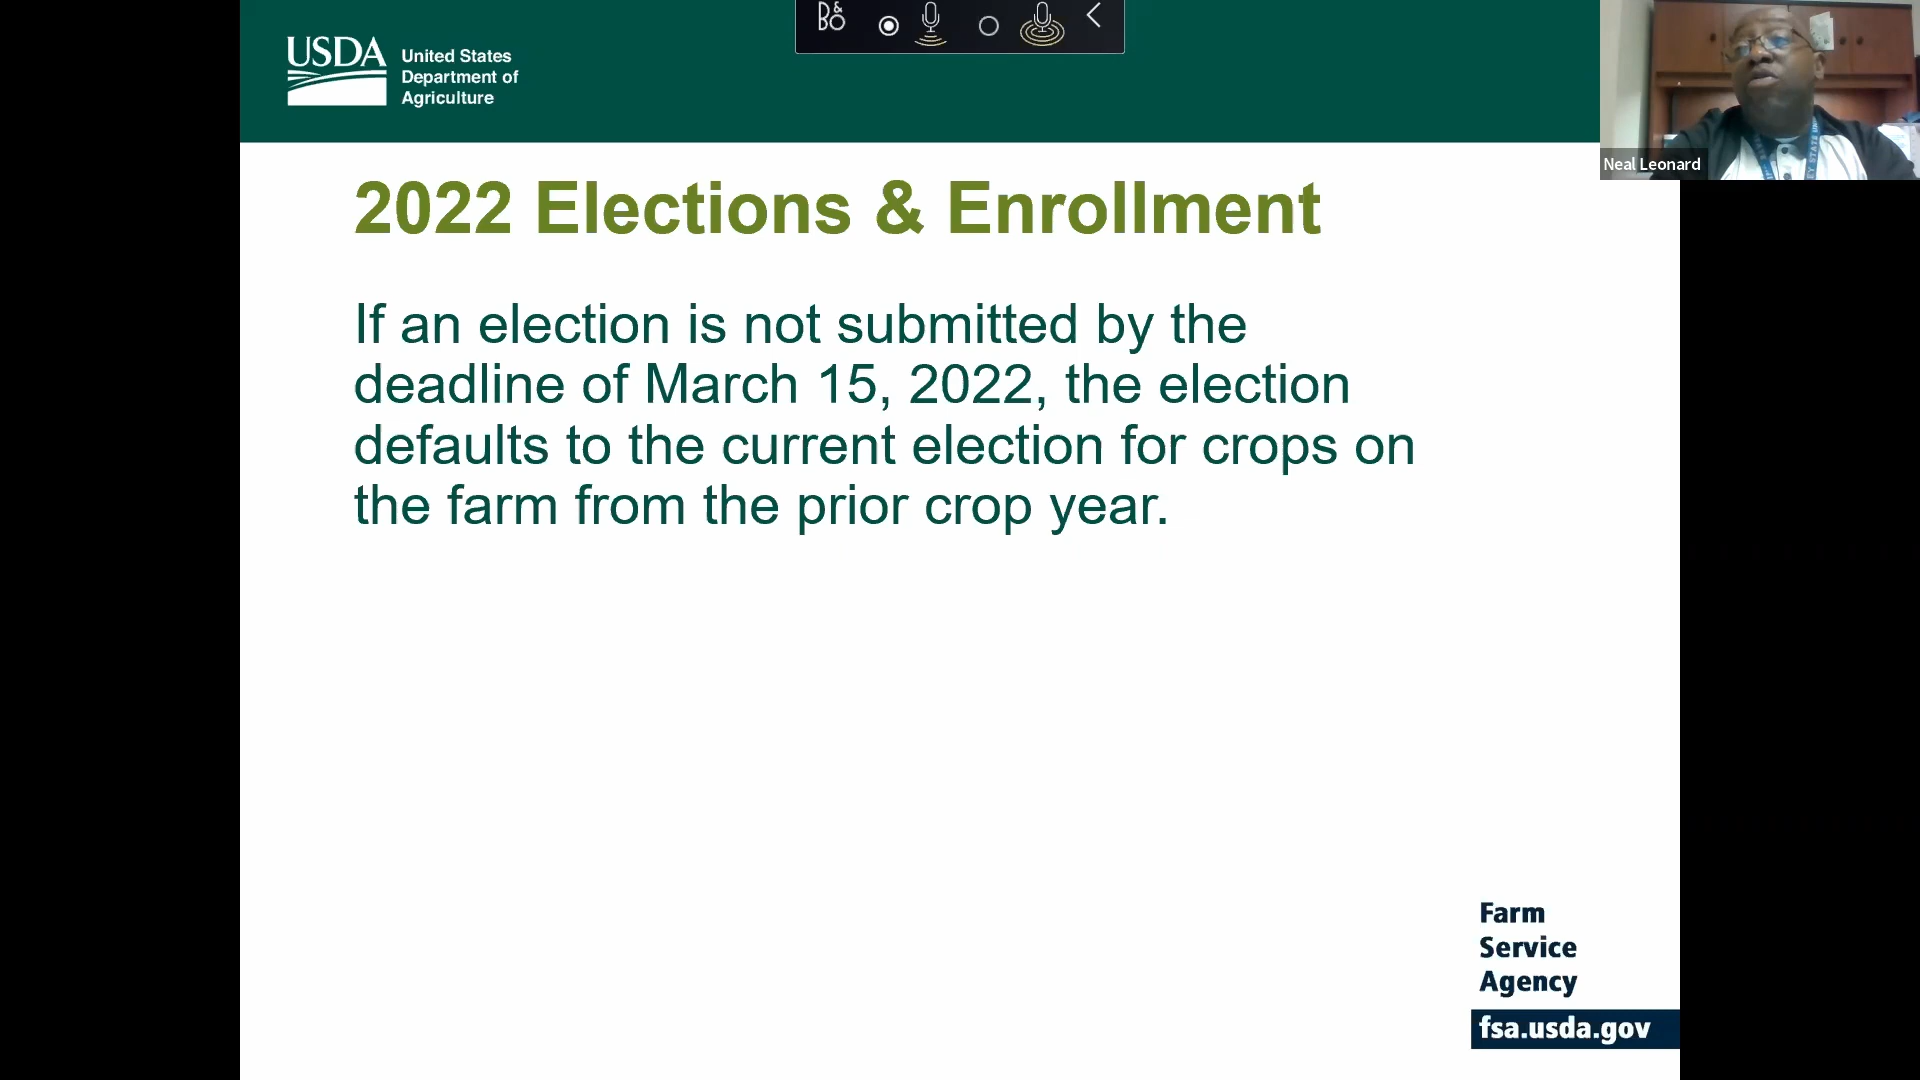 USDA
United States
Department of
Agriculture
B&O
Neal Leonard
2022 Elections & Enrollment
If an election is not submitted by the
deadline of March 15, 2022, the election
defaults to the current election for crops on
the farm from the prior crop year.
Farm
Service
Agency
fsa.usda.gov